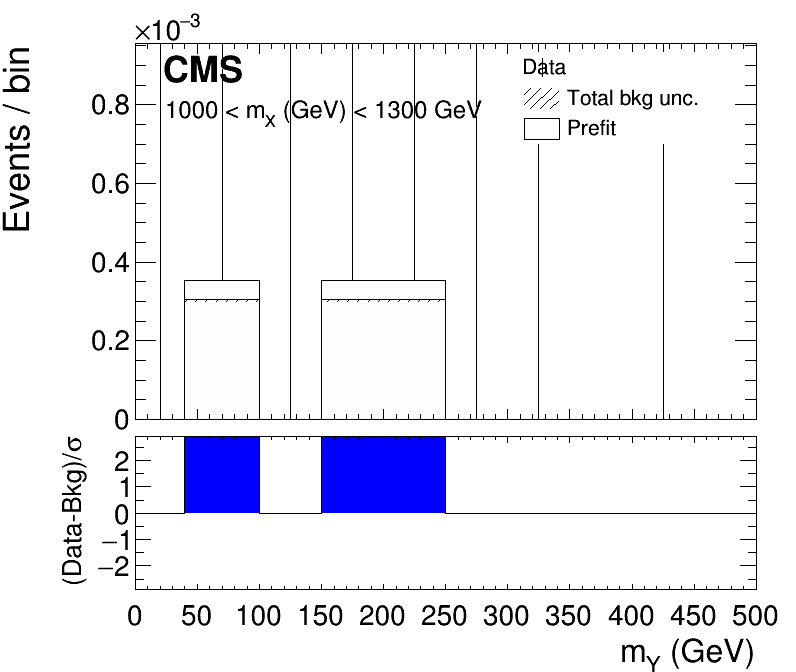 ×10⁻³
Events / bin
CMS
1000 < mX (GeV) < 1300 GeV
Data
Total bkg unc.
Prefit
0.8
0.6
0.4
0.2
0
(Data-Bkg)/σ
2
1
0
−1
−2
0 50 100 150 200 250 300 350 400 450 500
mY (GeV)